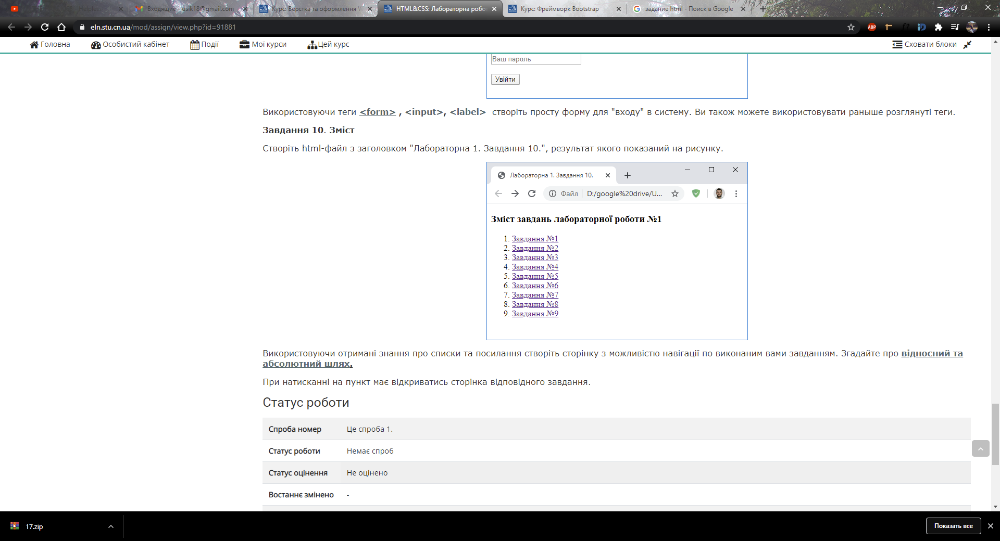 Helple
Входящие - usik18@gmail.com
Курс: Верстка та оформлення W
HTML&CSS: Лабораторна робот
Курс: Фреймворк Bootstrap
задание html - Поиск в Google
eln.stu.cn.ua/mod/assign/view.php?id=91881
ABP
f?
Головна
Особистий кабінет
Події
Мої курси
Цей курс
Сховати блоки
Ваш пароль
Увійти
Використовуючи теги <form> , <input>, <label> створіть просту форму для "входу" в систему. Ви також можете використовувати раныше розглянуті теги.
Завдання 10. Зміст
Створіть html-файл з заголовком "Лабораторна 1. Завдання 10.", результат якого показаний на рисунку.
Лабораторна 1. Завдання 10.
Файл | D:/google%20drive/U...
Зміст завдань лабораторної роботи №1
1. Завдання №1
2. Завдання №2
3. Завдання №3
4. Завдання №4
5. Завдання №5
6. Завдання №6
7. Завдання №7
8. Завдання №8
9. Завдання №9
Використовуючи отримані знання про списки та посилання створіть сторінку з можливістю навігації по виконаним вами завданням. Згадайте про відносний та
абсолютний шлях.
При натисканні на пункт має відкриватись сторінка відповідного завдання.
Статус роботи
Спроба номер Це спроба 1.
Статус роботи Немає спроб
Статус оцінення Не оцінено
Востаннє змінено -
17.zip
Показать все